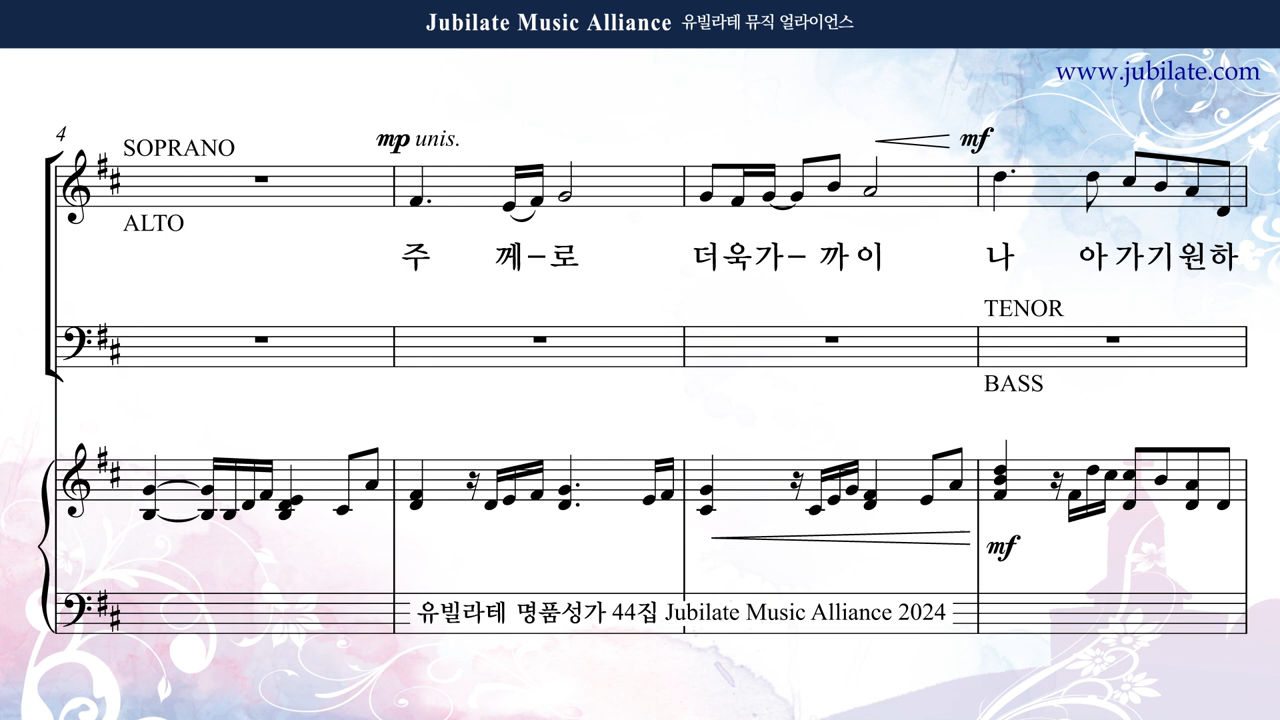 Jubilate Music Alliance 유빌라테 뮤직 얼라이언스
www.jubilate.com
4
SOPRANO
mp unis.
mf
ALTO
주 께–로 더욱가– 까이 나 아가기원하
TENOR
BASS
mf
유빌라테 명품성가 44집 Jubilate Music Alliance 2024